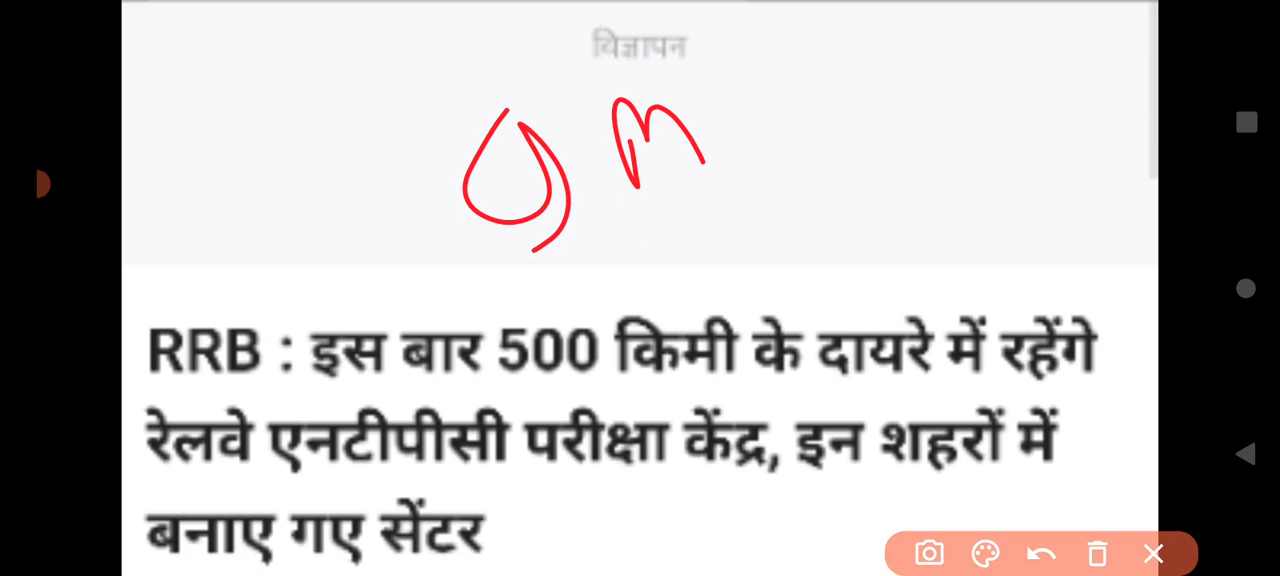 विज्ञापन
RRB : इस बार 500 किमी के दायरे में रहेंगे
रेलवे एनटीपीसी परीक्षा केंद्र, इन शहरों में
बनाए गए सेंटर